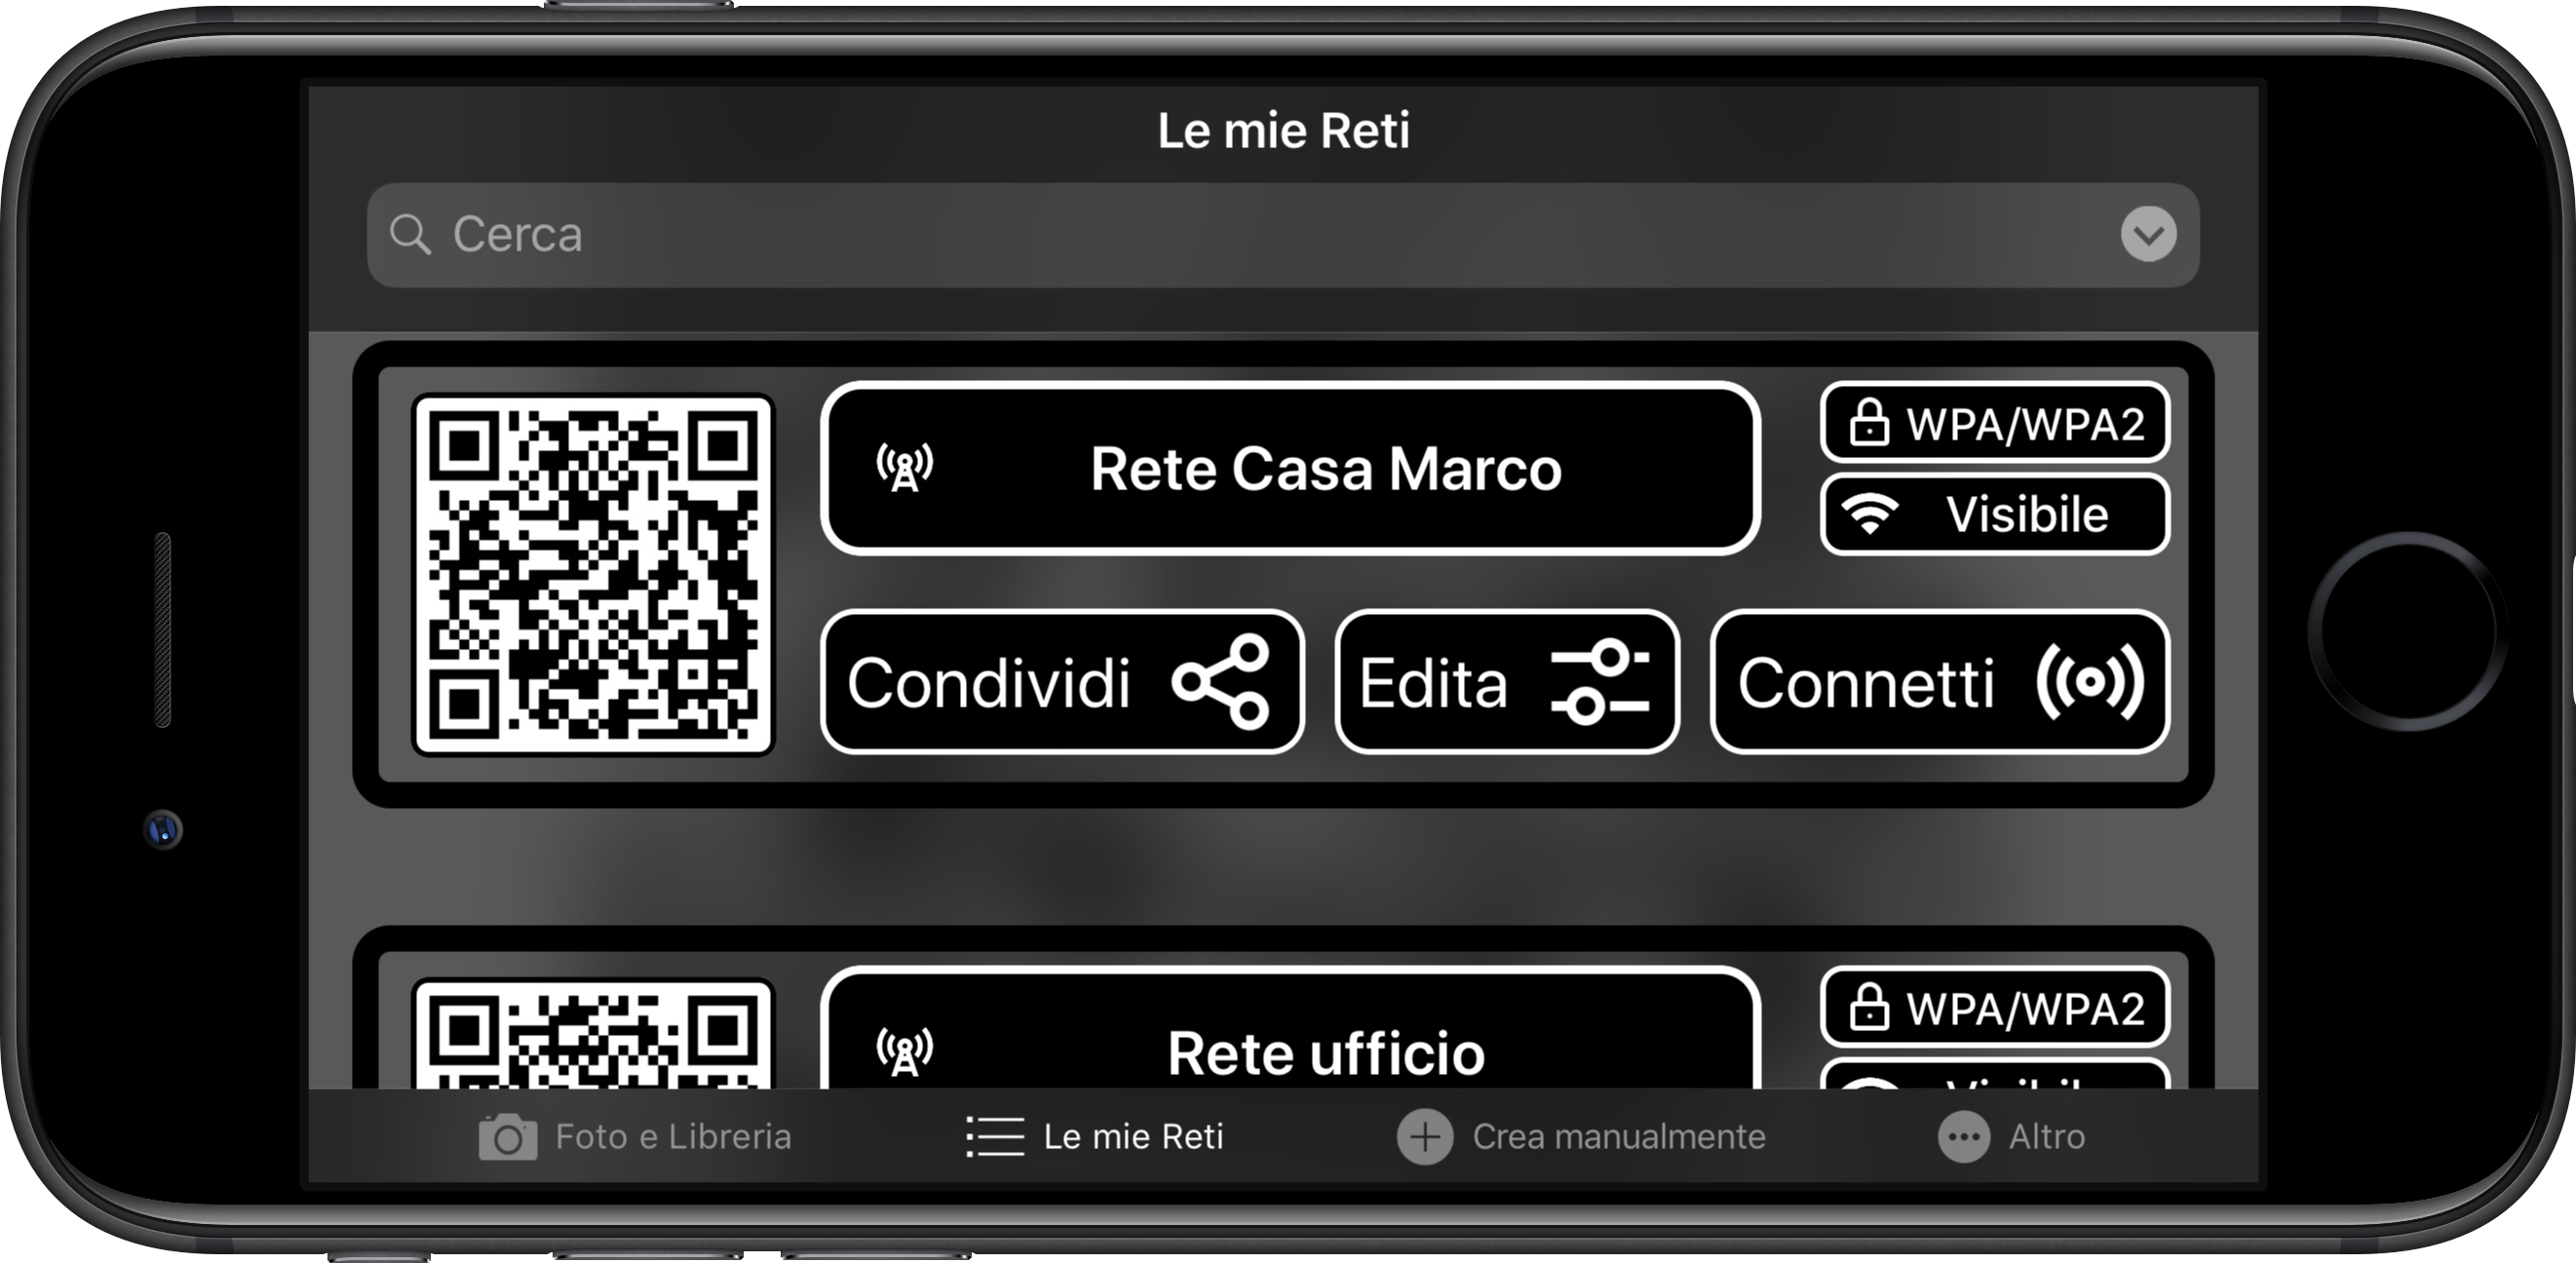 Le mie Reti
Cerca
Rete Casa Marco
WPA/WPA2
Visibile
Condividi
Edita
Connetti
Rete ufficio
WPA/WPA2
Foto e Libreria
Le mie Reti
Crea manualmente
Altro